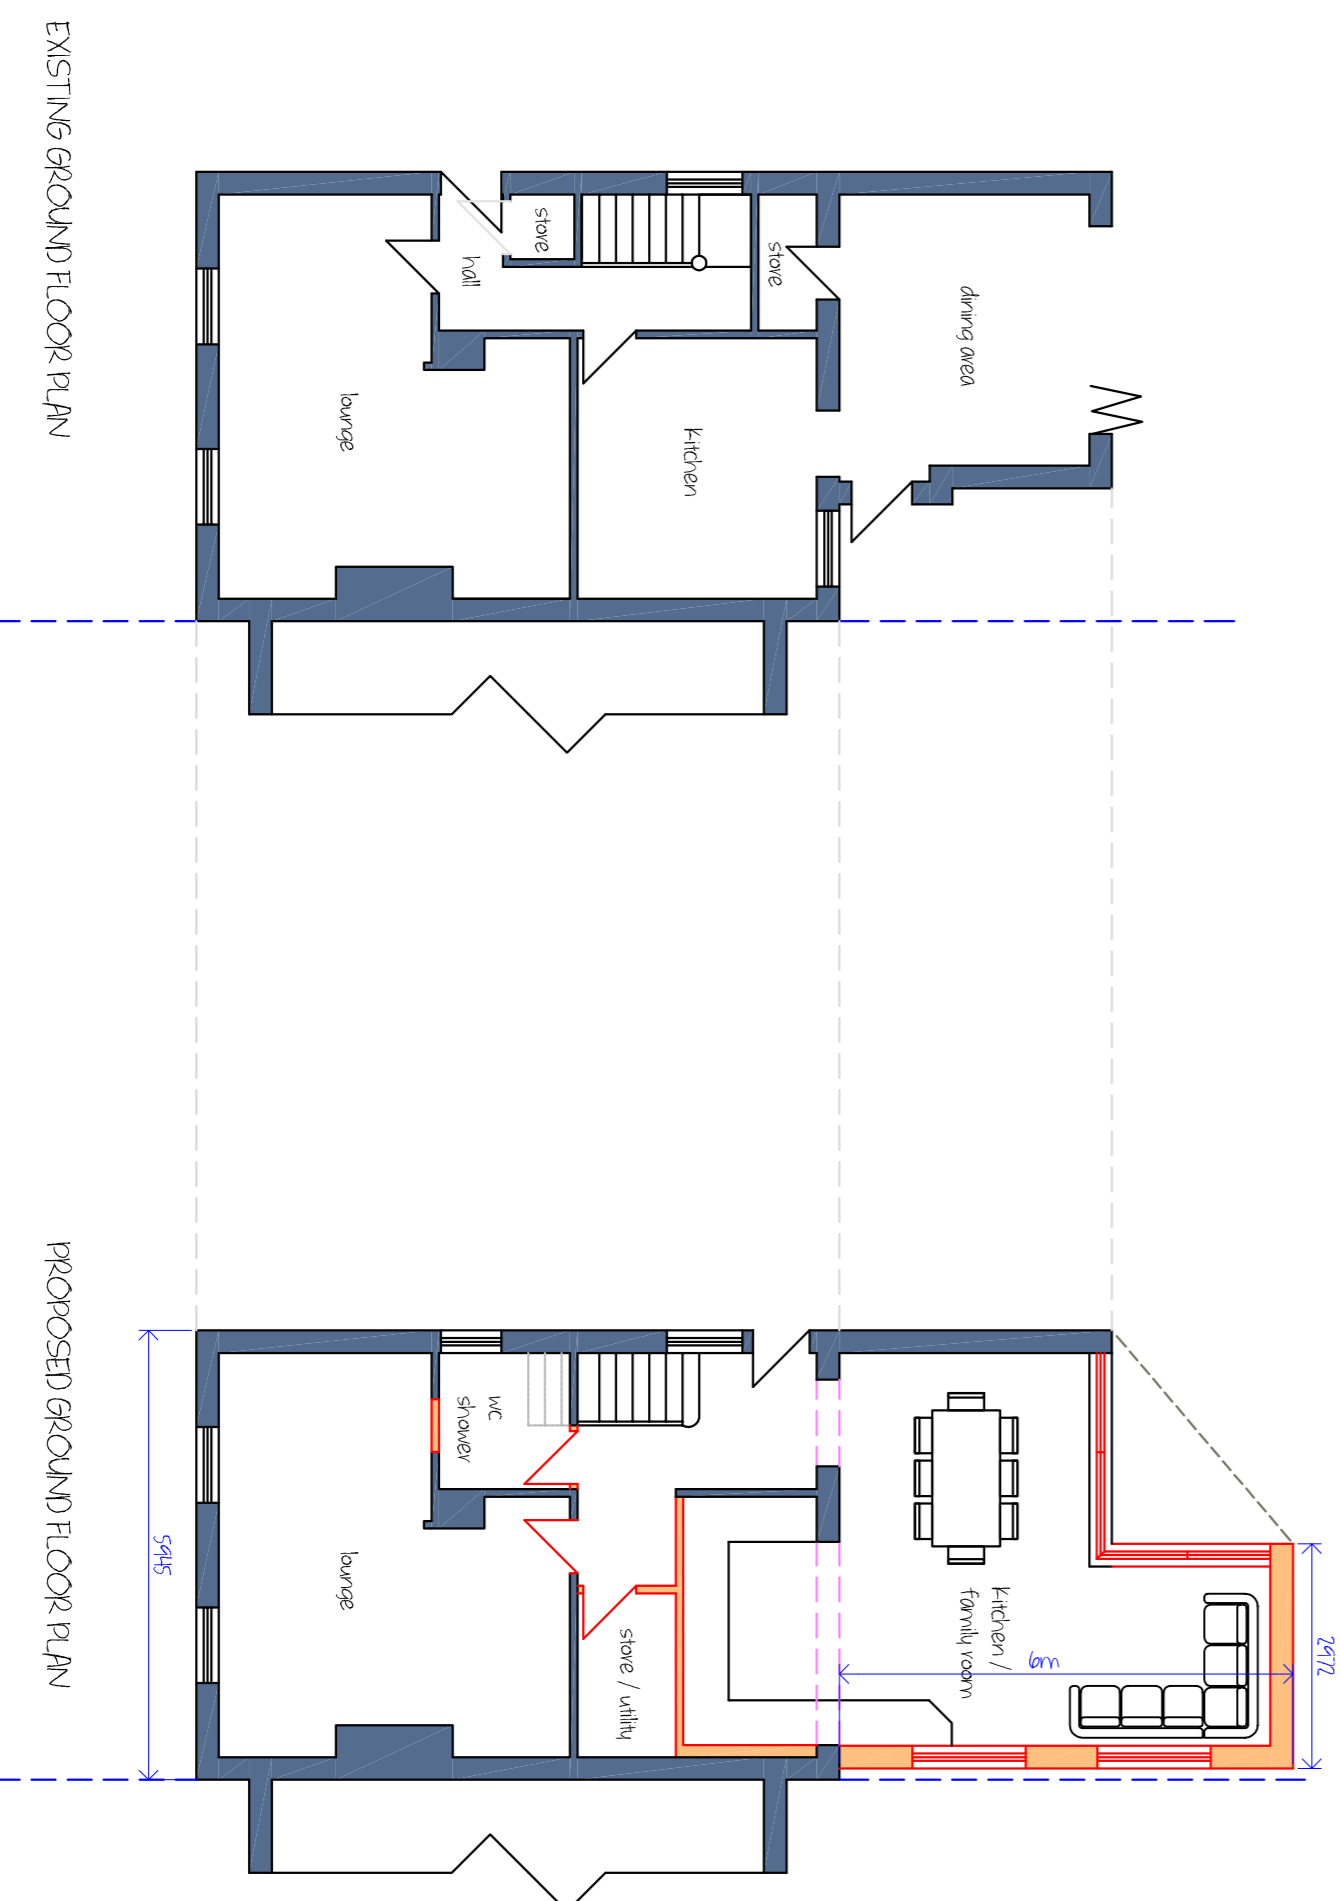 EXISTING GROUND FLOOR PLAN
store
hall
store
dining area
lounge
Kitchen
PROPOSED GROUND FLOOR PLAN
wc
shower
5945
lounge
store / utility
Kitchen /
family room
6m
2972